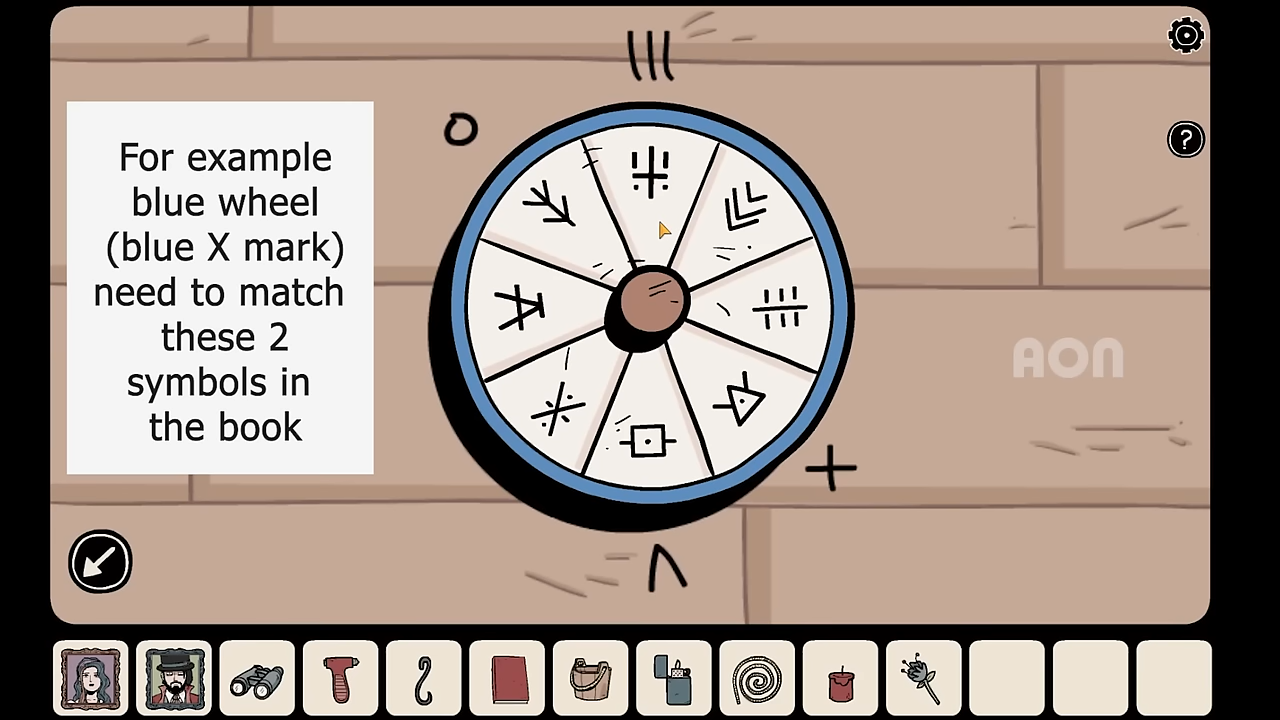 For example
blue wheel
(blue X mark)
need to match
these 2
symbols in
the book
?
AON